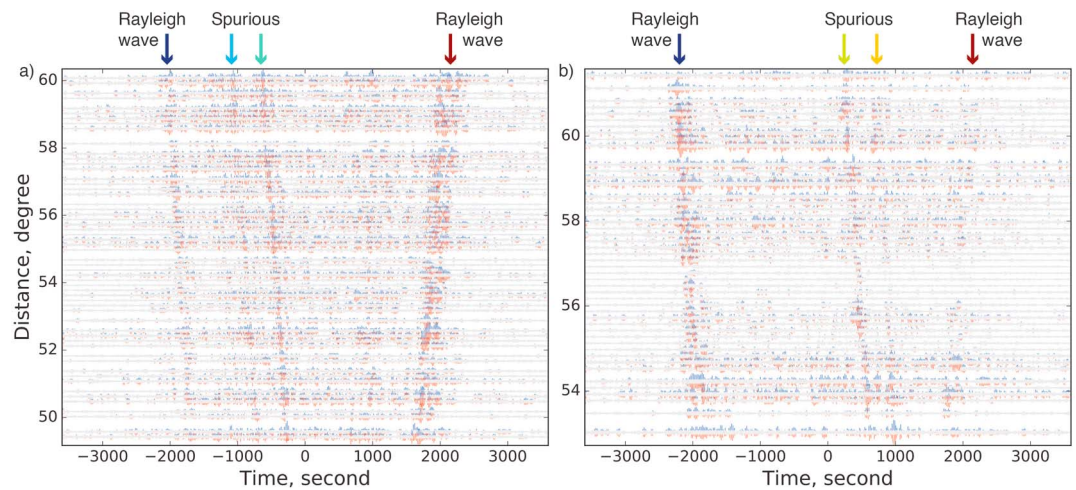 Rayleigh wave
Spurious
Rayleigh wave
Rayleigh wave
Spurious
Rayleigh wave
a)
b)
60
58
56
54
52
50
60
58
56
54
Distance, degree
−3000 −2000 −1000 0 1000 2000 3000
−3000 −2000 −1000 0 1000 2000 3000
Time, second
Time, second